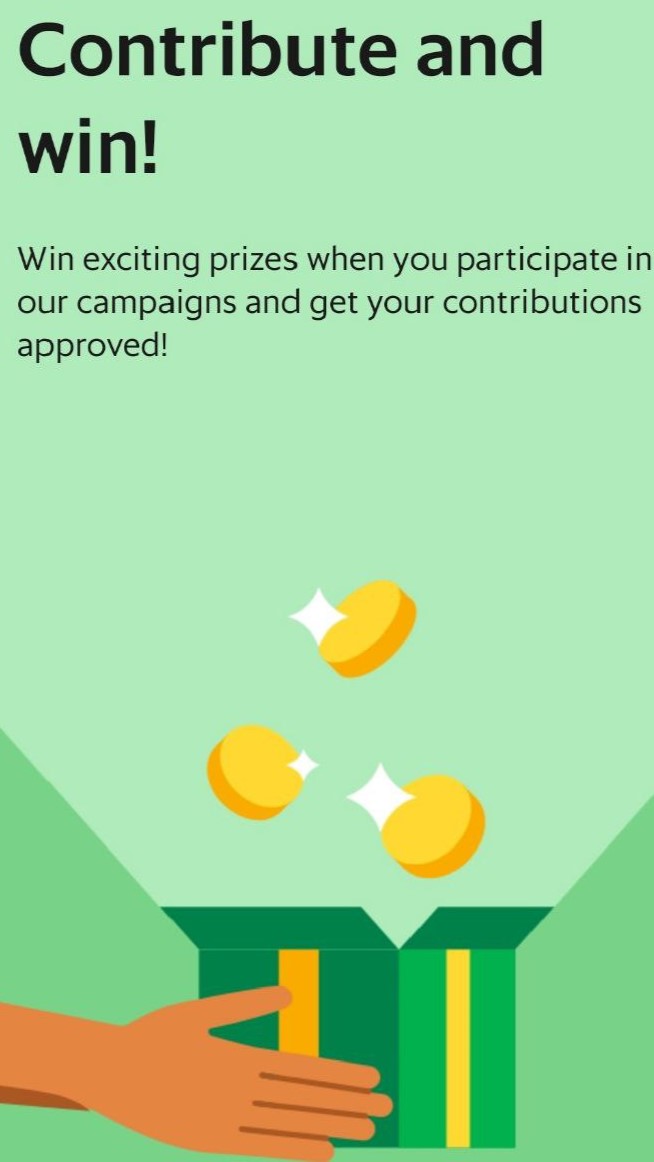 Contribute and
win!
Win exciting prizes when you participate in
our campaigns and get your contributions
approved!